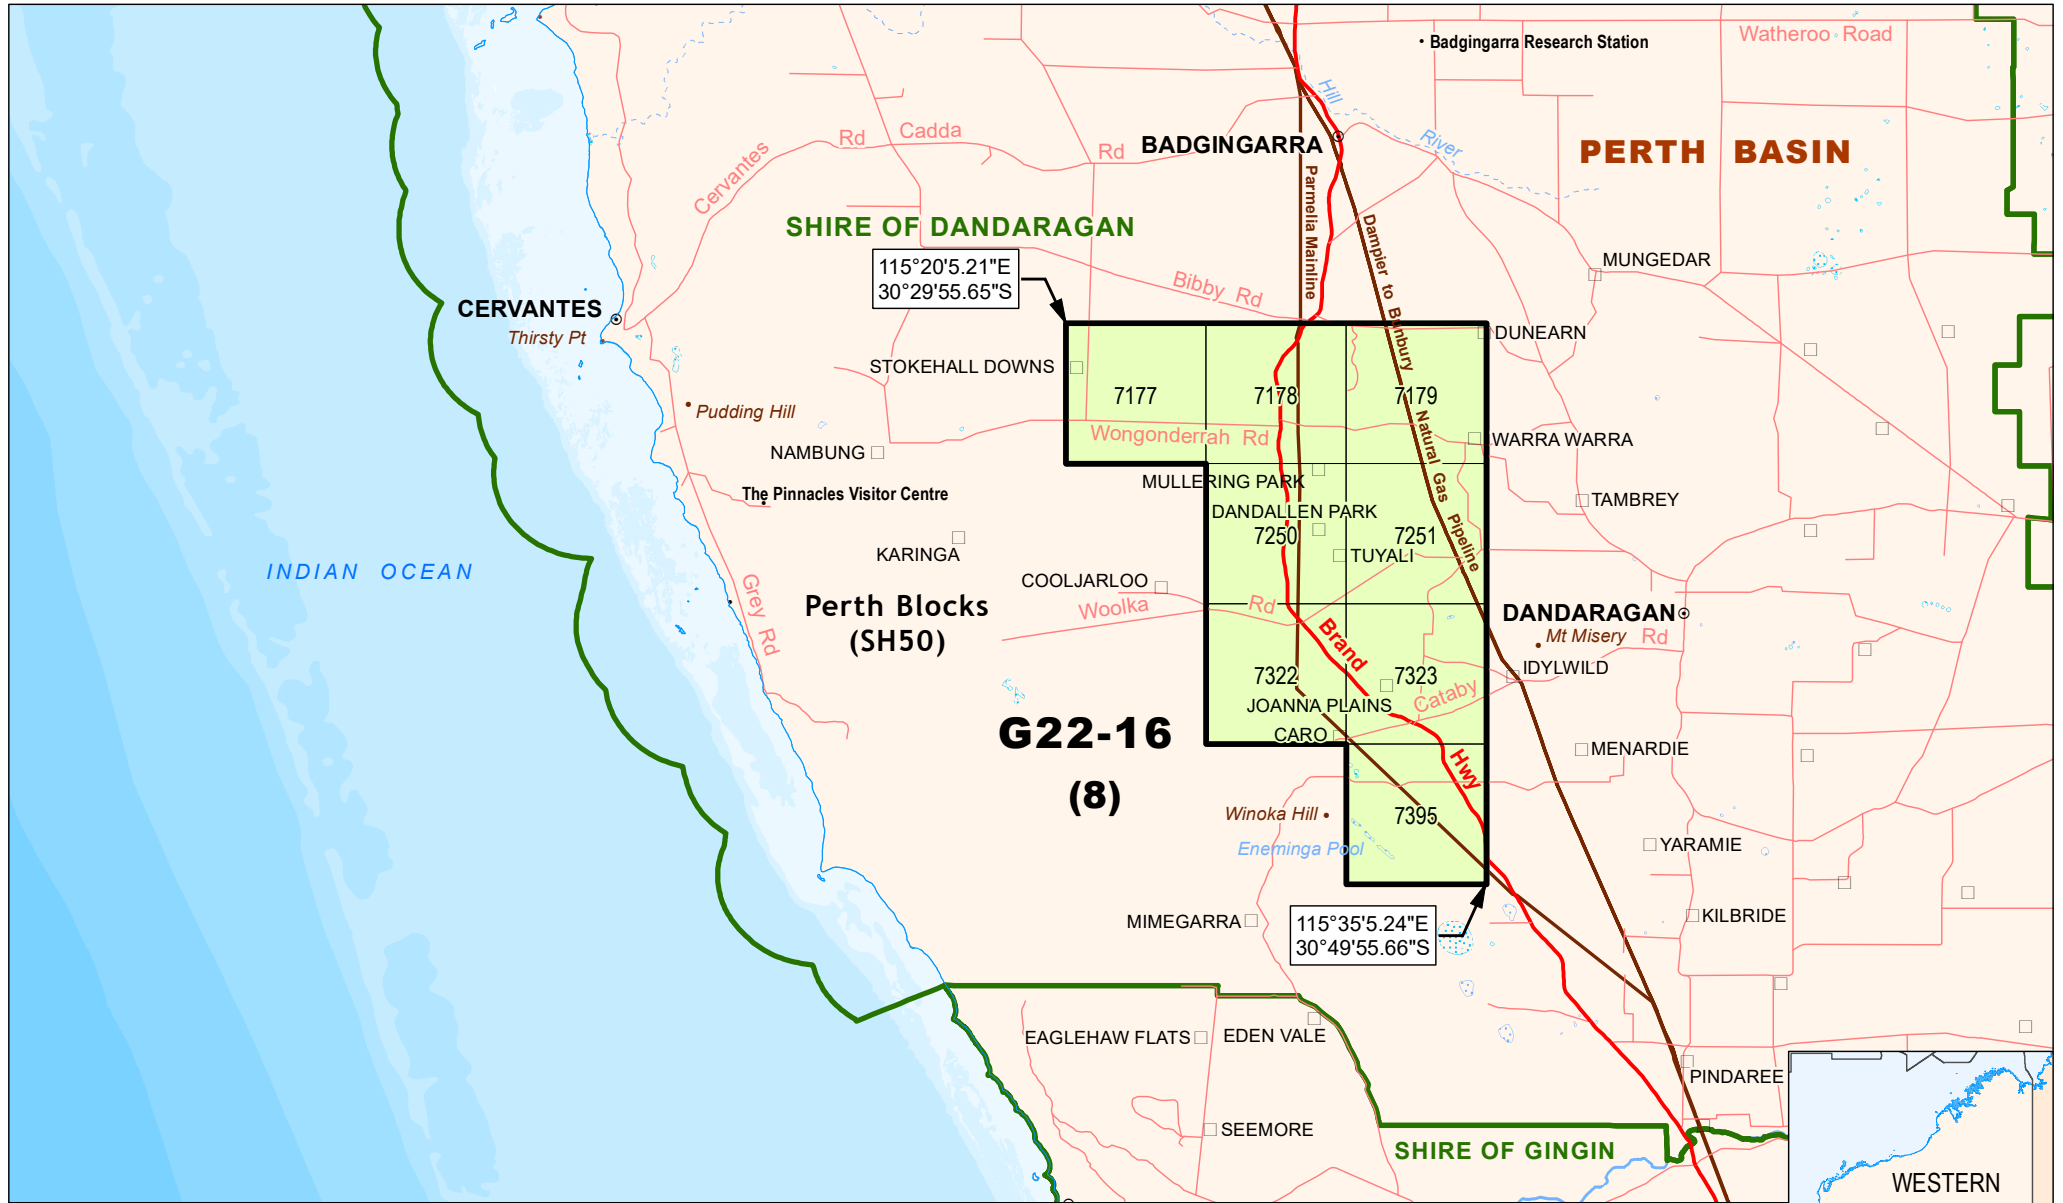 Watheroo Road
Badgingarra Research Station
Hill
River
BADGINGARRA
PERTH BASIN
Cervantes
Rd
Cadda
Rd
Parmelia Mainline
SHIRE OF DANDARAGAN
Dampier to Bunbury
Natural Gas Pipeline
115°20'5.21"E
30°29'55.65"S
MUNGEDAR
Bibby Rd
CERVANTES
Thirsty Pt
DUNEARN
STOKEHALL DOWNS
7177
7178
7179
Pudding Hill
Wongonderrah Rd
WARRA WARRA
NAMBUNG
MULLERING PARK
The Pinnacles Visitor Centre
TAMBREY
DANDALLEN PARK
7250
7251
KARINGA
TUYALI
INDIAN OCEAN
COOLJARLOO
Woolka
Rd
Grey Rd
Perth Blocks
(SH50)
DANDARAGAN
Mt Misery
Rd
Brand
IDYLWILD
7322
7323
Cataby
JOANNA PLAINS
G22-16
CARO
MENARDIE
Hwy
(8)
Winoka Hill
7395
Eneminga Pool
YARAMIE
MIMEGARRA
115°35'5.24"E
30°49'55.66"S
KILBRIDE
EAGLEHAW FLATS
EDEN VALE
PINDAREE
SEEMORE
SHIRE OF GINGIN
WESTERN